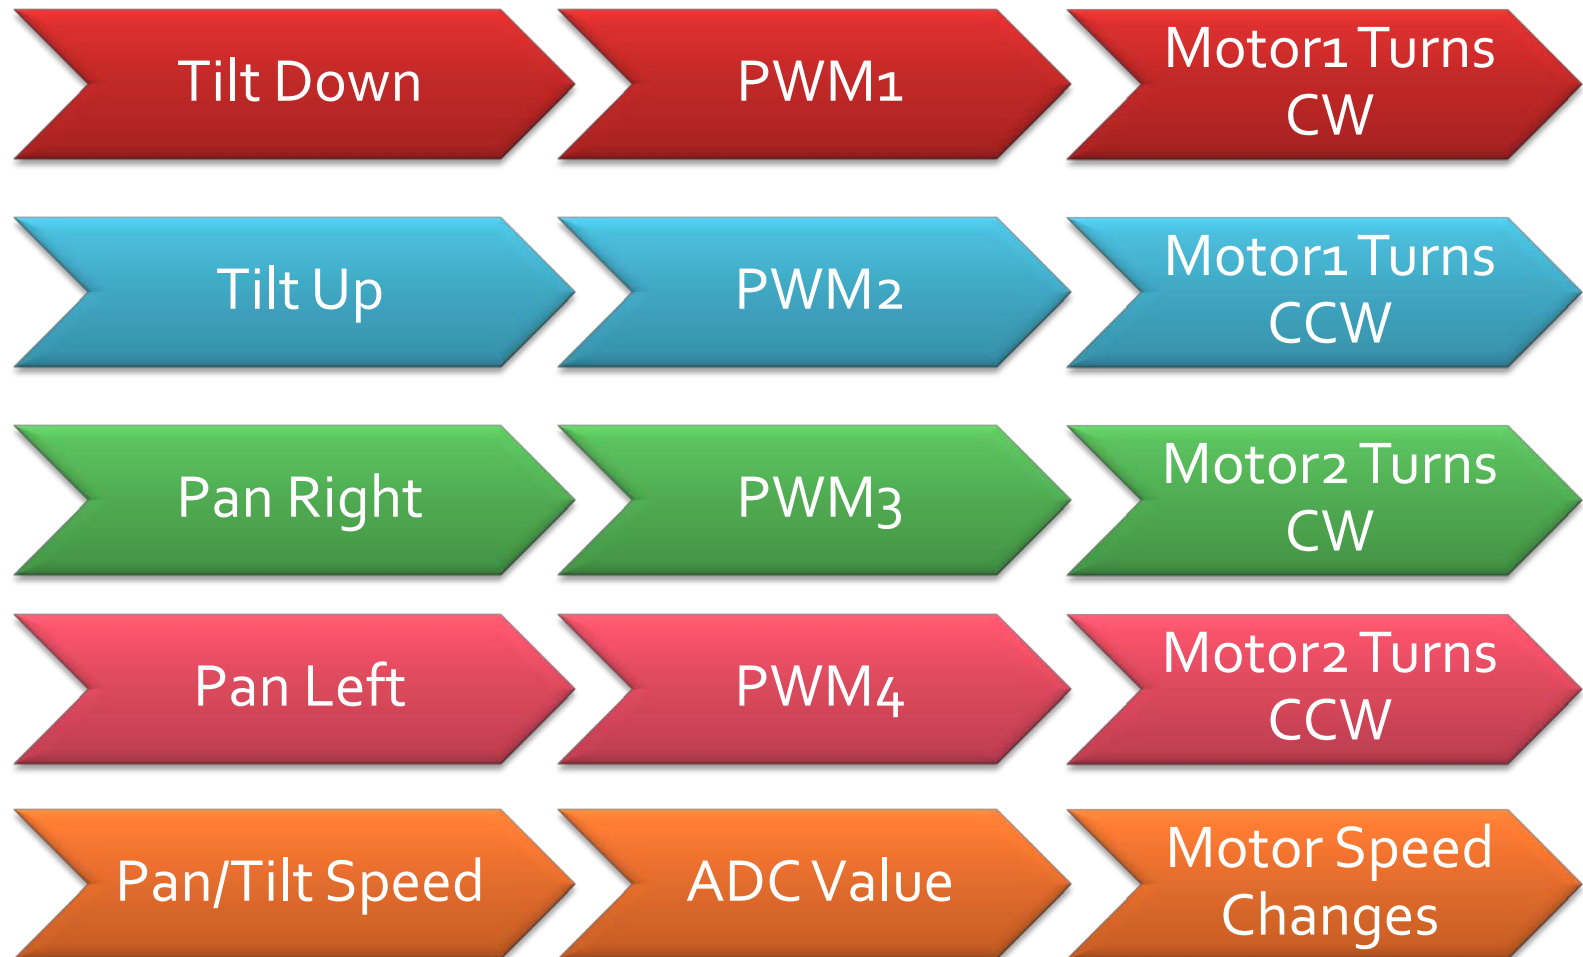 Tilt Down
PWM1
Motor1 Turns
CW
Tilt Up
PWM2
Motor1 Turns
CCW
Pan Right
PWM3
Motor2 Turns
CW
Pan Left
PWM4
Motor2 Turns
CCW
Pan/Tilt Speed
ADC Value
Motor Speed
Changes